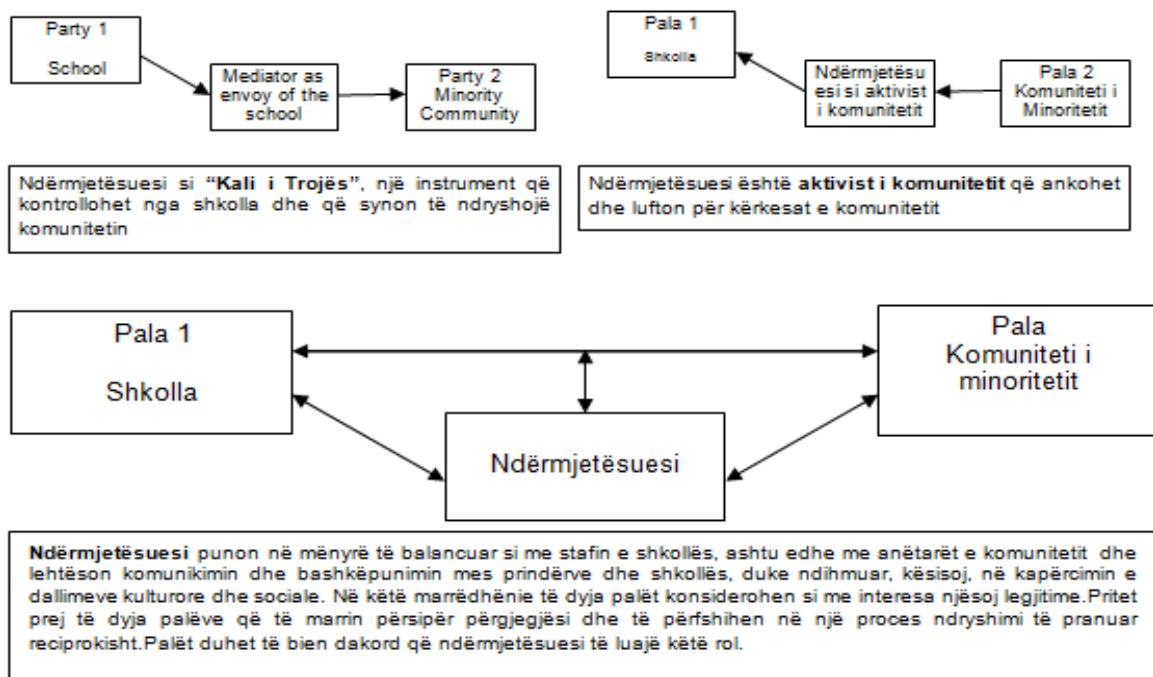 Party 1
School
Mediator as
envoy of the
school
Party 2
Minority
Community
Pala 1
Shkolla
Ndërmjetësu
esi si aktivist
i komunitetit
Pala 2
Komuniteti i
Minoritetit
Ndërmjetësuesi si “Kali i Trojës”, një instrument që
kontrollohet nga shkolla dhe që synon të ndryshojë
komunitetin
Ndërmjetësuesi është aktivist i komunitetit që ankohet
dhe lufton për kërkesat e komunitetit
Pala 1
Shkolla
Pala
Komuniteti i
minoritetit
Ndërmjetësuesi
Ndërmjetësuesi punon në mënyrë të balancuar si me stafin e shkollës, ashtu edhe me anëtarët e komunitetit dhe
lehtëson komunikimin dhe bashkëpunimin mes prindërve dhe shkollës, duke ndihmuar, kësisoj, në kapërcimin e
dallimeve kulturore dhe sociale. Në këtë marrëdhënie të dyja palët konsiderohen si me interesa njësoj legjitime.Pritet
prej të dyja palëve që të marrin përsipër përgjegjësi dhe të përfshihen në një proces ndryshimi të pranuar
reciprokisht.Palët duhet të bien dakord që ndërmjetësuesi të luajë këtë rol.